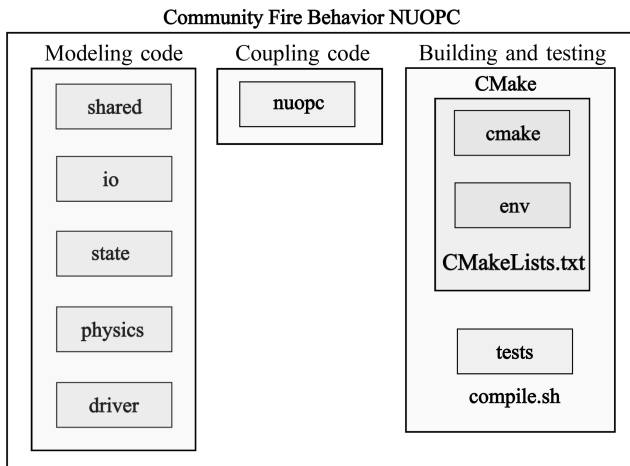 Community Fire Behavior NUOPC
Modeling code
shared
io
state
physics
driver
Coupling code
nuopc
Building and testing
CMake
cmake
env
CMakeLists.txt
tests
compile.sh